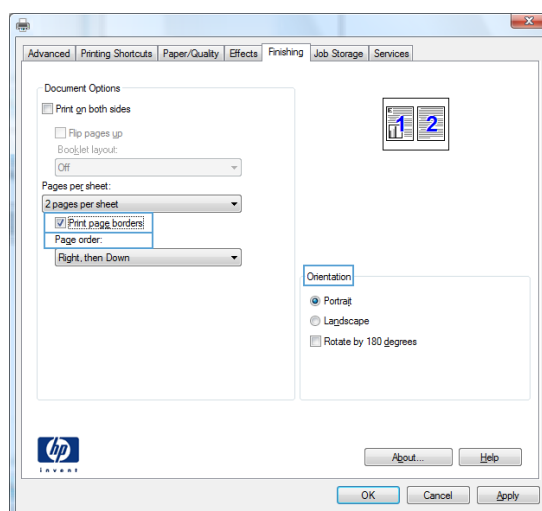 Advanced Printing Shortcuts Paper/Quality Effects Finishing Job Storage Services
Document Options
Print on both sides
Flip pages up
Booklet layout:
Off
Pages per sheet:
2 pages per sheet
Print page borders
Page order:
Right, then Down
1 2
Orientation
Portrait
Landscape
Rotate by 180 degrees
hp
invent
About... Help
OK Cancel Apply